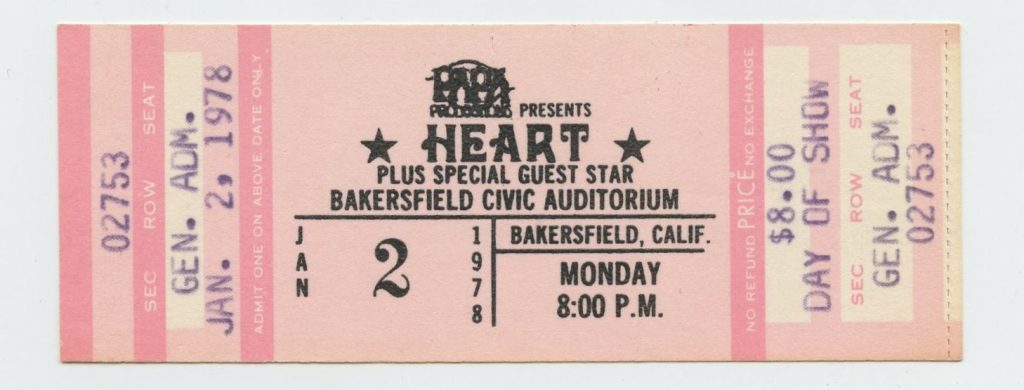 02753
SEC ROW SEAT
GEN. ADM.
JAN. 2, 1978
ADMIT ONE ON ABOVE DATE ONLY
PRESENTS
★ HEART ★
PLUS SPECIAL GUEST STAR
BAKERSFIELD CIVIC AUDITORIUM
JAN
2
1978
BAKERSFIELD, CALIF.
MONDAY
8:00 P.M.
NO REFUND PRICE NO EXCHANGE
$8.00
DAY OF SHOW
SEC ROW SEAT
GEN. ADM.
02753